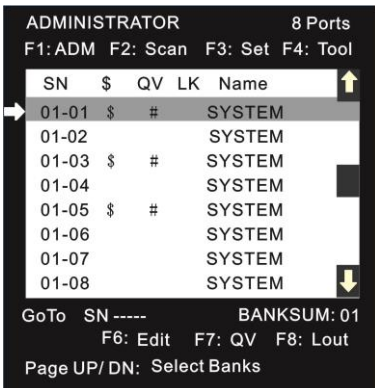 ADMINISTRATOR 8 Ports
F1: ADM F2: Scan F3: Set F4: Tool
SN $ QV LK Name
01-01 $ # SYSTEM
01-02 SYSTEM
01-03 $ # SYSTEM
01-04 SYSTEM
01-05 $ # SYSTEM
01-06 SYSTEM
01-07 SYSTEM
01-08 SYSTEM
GoTo SN ----- BANKSUM: 01
F6: Edit F7: QV F8: Lout
Page UP/ DN: Select Banks